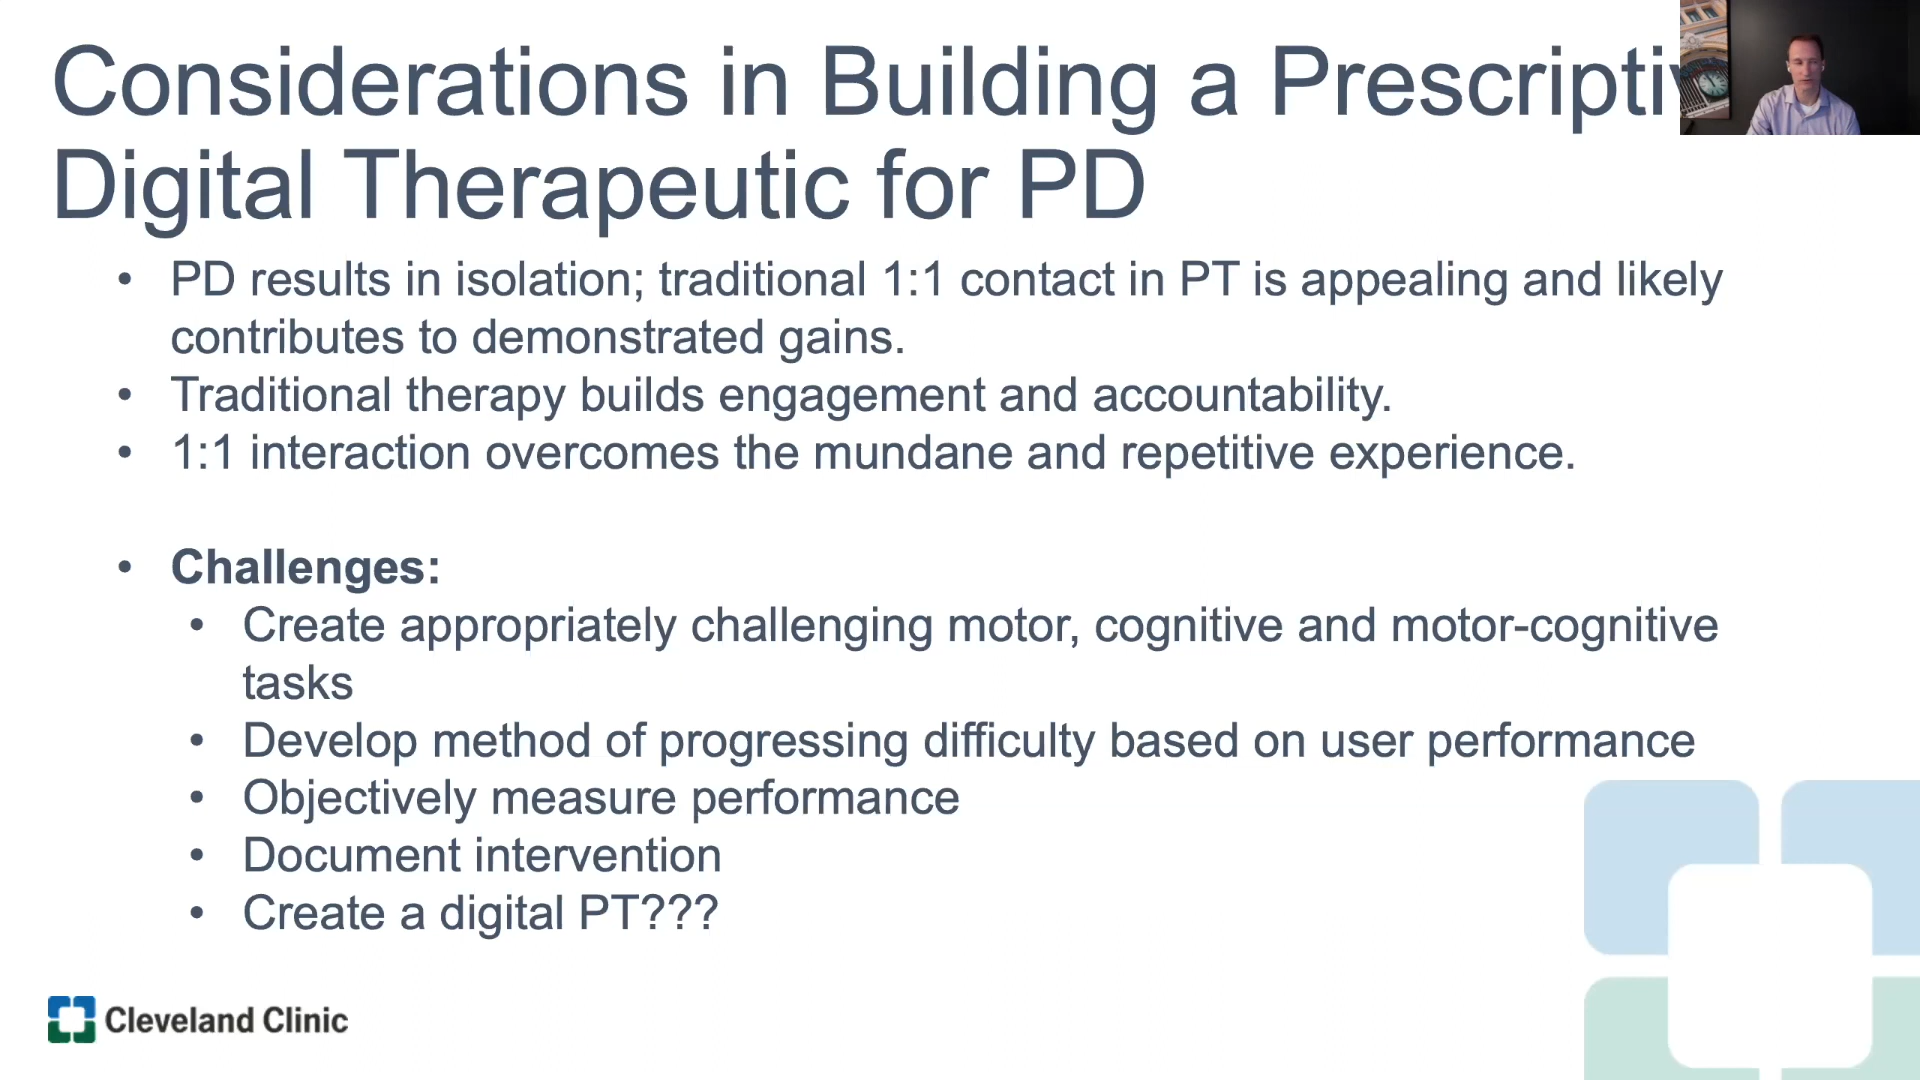 Considerations in Building a Prescriptiv
Digital Therapeutic for PD
• PD results in isolation; traditional 1:1 contact in PT is appealing and likely
contributes to demonstrated gains.
• Traditional therapy builds engagement and accountability.
• 1:1 interaction overcomes the mundane and repetitive experience.
• Challenges:
• Create appropriately challenging motor, cognitive and motor-cognitive
tasks
• Develop method of progressing difficulty based on user performance
• Objectively measure performance
• Document intervention
• Create a digital PT???
Cleveland Clinic